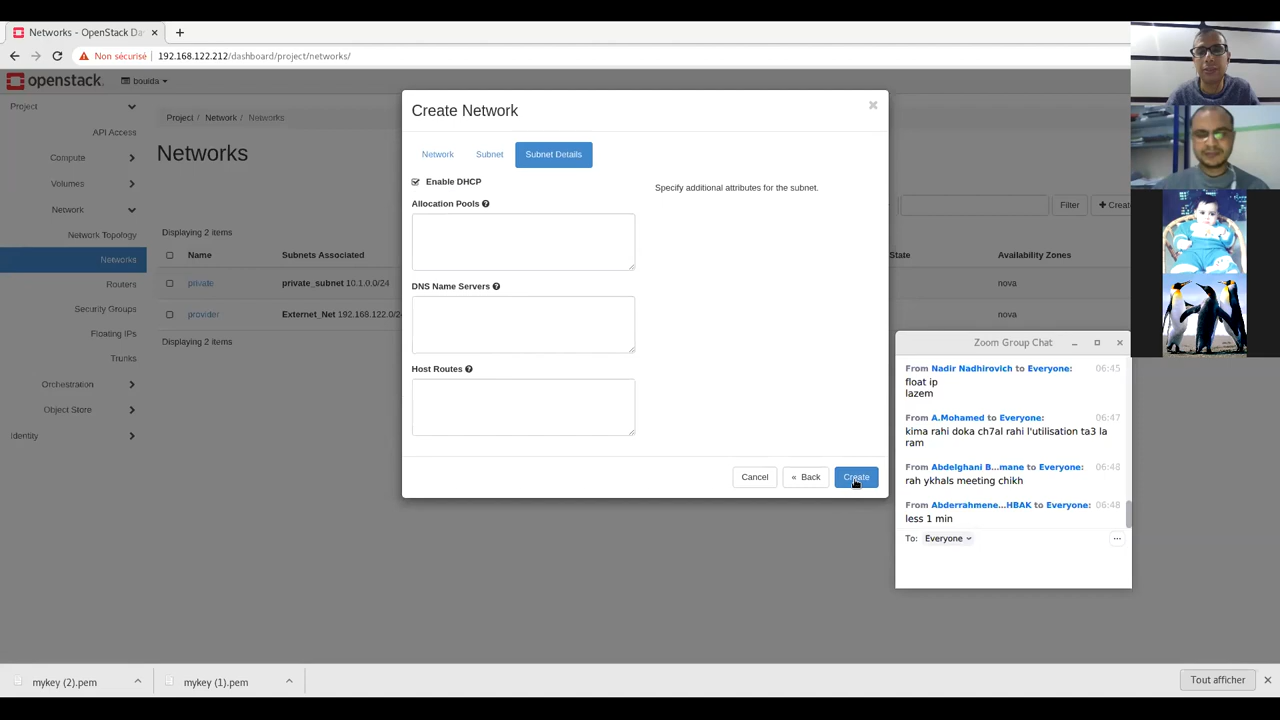 Networks - OpenStack Da
Non sécurisé
192.168.122.212/dashboard/project/networks/
openstack.
bouida
Project
API Access
Compute
Volumes
Network
Network Topology
Networks
Routers
Security Groups
Floating IPs
Trunks
Orchestration
Object Store
Identity
Project / Network / Networks
Networks
Filter
Create
Displaying 2 items
Name
Subnets Associated
State
Availability Zones
private
private_subnet 10.1.0.0/24
nova
provider
External_Net 192.168.122.0/2
nova
Displaying 2 items
Create Network
Network
Subnet
Subnet Details
Enable DHCP
Specify additional attributes for the subnet.
Allocation Pools
DNS Name Servers
Host Routes
Cancel
« Back
Create
Zoom Group Chat
From Nadir Nadhirovich to Everyone: 06:45
float ip
lazem
From A.Mohamed to Everyone: 06:47
kima rahi doka ch7al rahi l'utilisation ta3 la
ram
From Abdelghani B...mane to Everyone: 06:48
rah ykhals meeting chikh
From Abderrahmene...HBAK to Everyone: 06:48
less 1 min
To: Everyone
mykey (2).pem
mykey (1).pem
Tout afficher